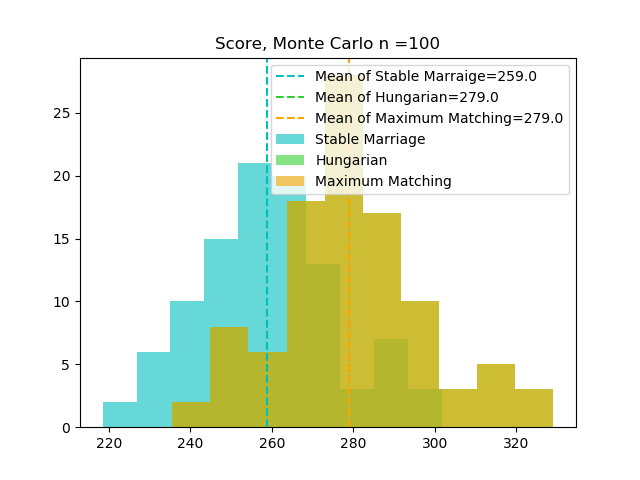 Score, Monte Carlo n =100
Mean of Stable Marraige=259.0
Mean of Hungarian=279.0
Mean of Maximum Matching=279.0
Stable Marriage
Hungarian
Maximum Matching
25
20
15
10
5
0
220 240 260 280 300 320